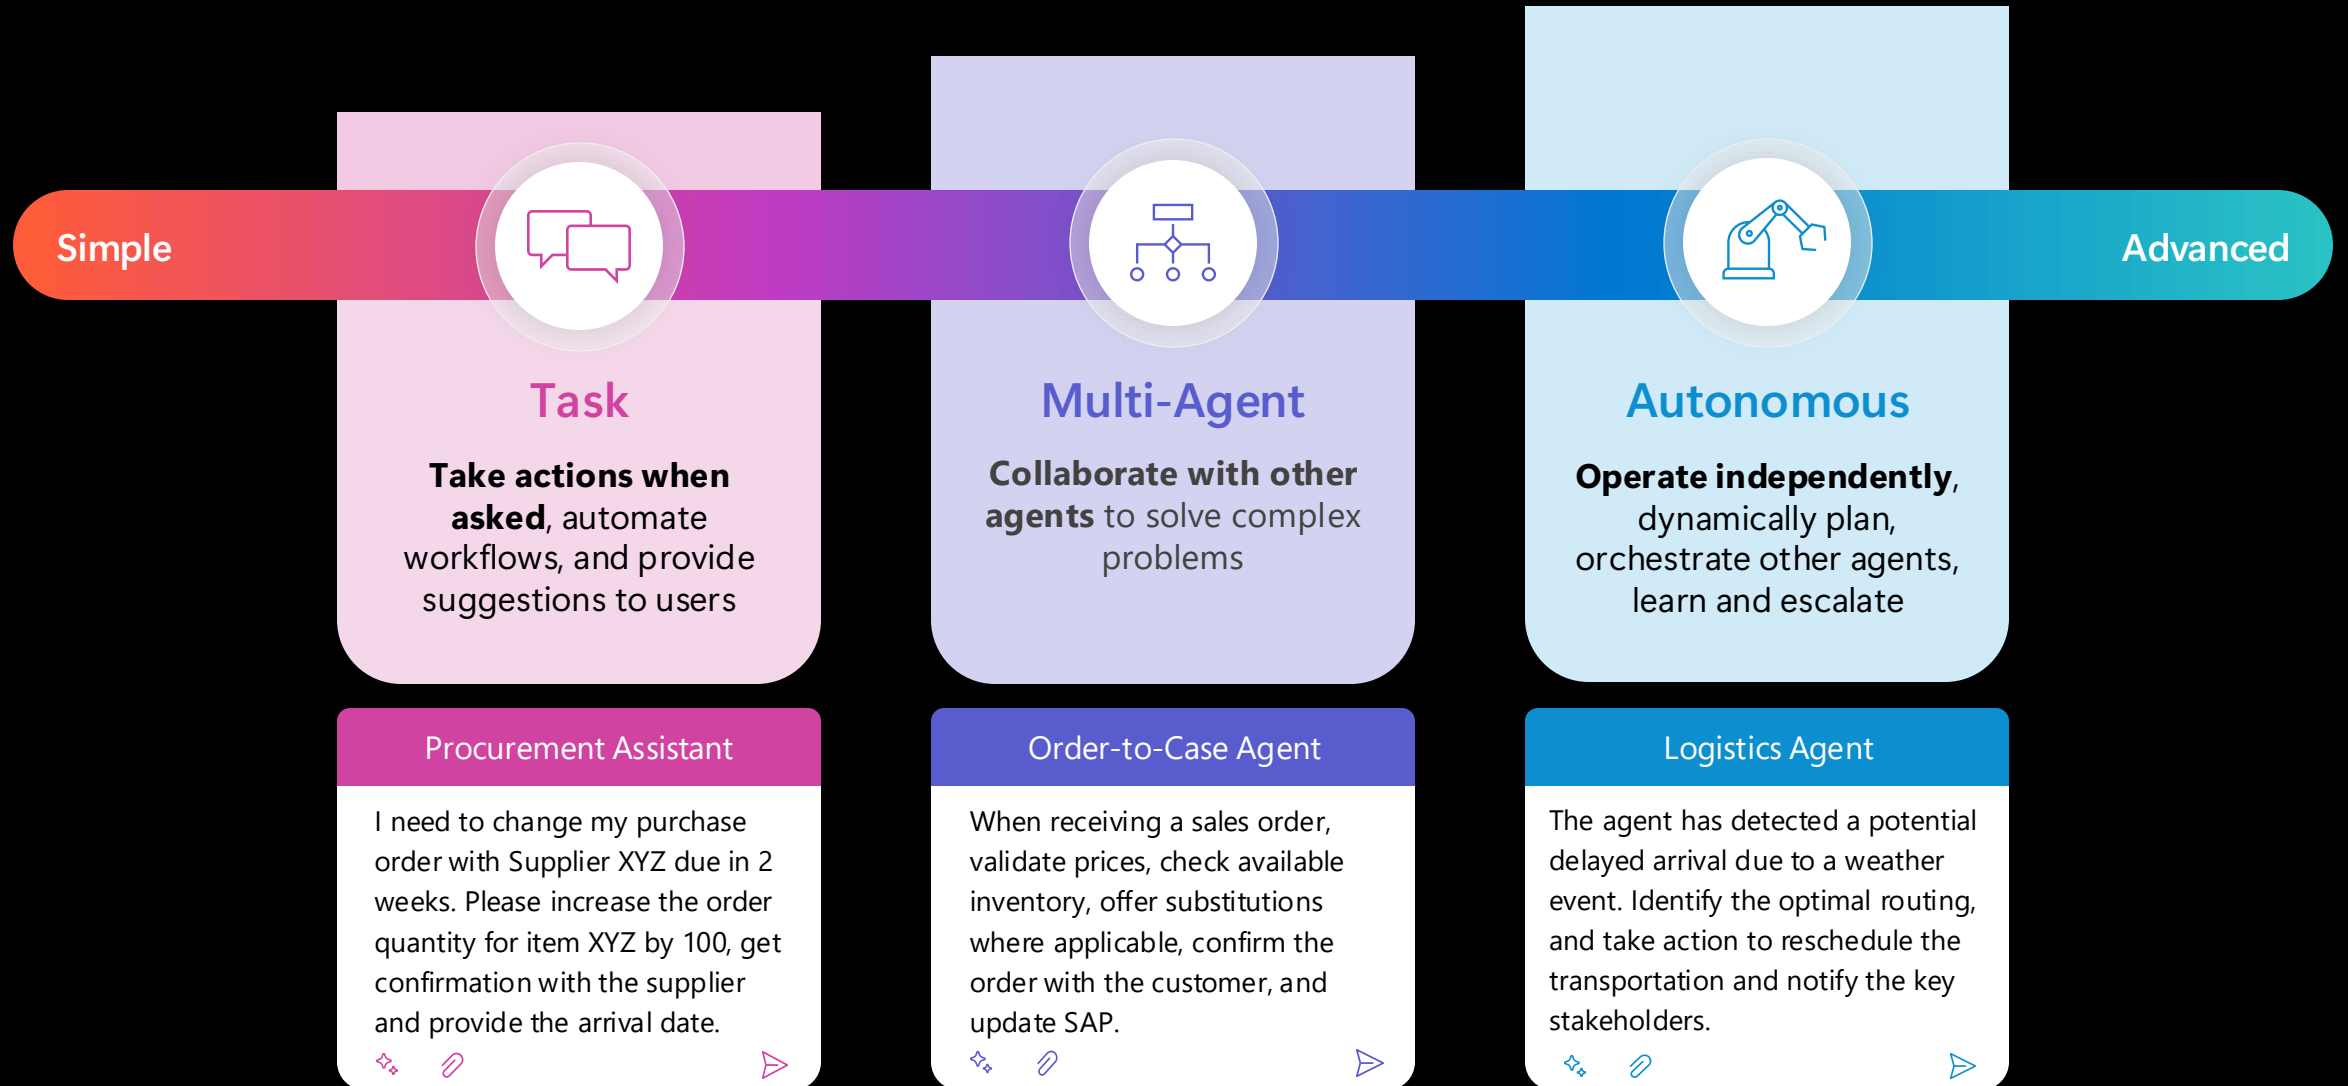 Simple
Advanced
Task
Take actions when
asked, automate
workflows, and provide
suggestions to users
Multi-Agent
Collaborate with other
agents to solve complex
problems
Autonomous
Operate independently,
dynamically plan,
orchestrate other agents,
learn and escalate
Procurement Assistant
I need to change my purchase
order with Supplier XYZ due in 2
weeks. Please increase the order
quantity for item XYZ by 100, get
confirmation with the supplier
and provide the arrival date.
Order-to-Case Agent
When receiving a sales order,
validate prices, check available
inventory, offer substitutions
where applicable, confirm the
order with the customer, and
update SAP.
Logistics Agent
The agent has detected a potential
delayed arrival due to a weather
event. Identify the optimal routing,
and take action to reschedule the
transportation and notify the key
stakeholders.